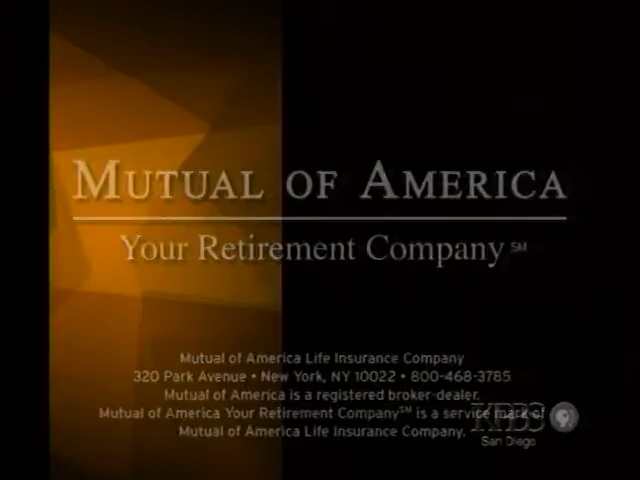 MUTUAL OF AMERICA
Your Retirement Company℠
Mutual of America Life Insurance Company
320 Park Avenue • New York, NY 10022 • 800-468-3785
Mutual of America is a registered broker-dealer.
Mutual of America Your Retirement Company℠ is a service mark of
Mutual of America Life Insurance Company.
KPBS
San Diego